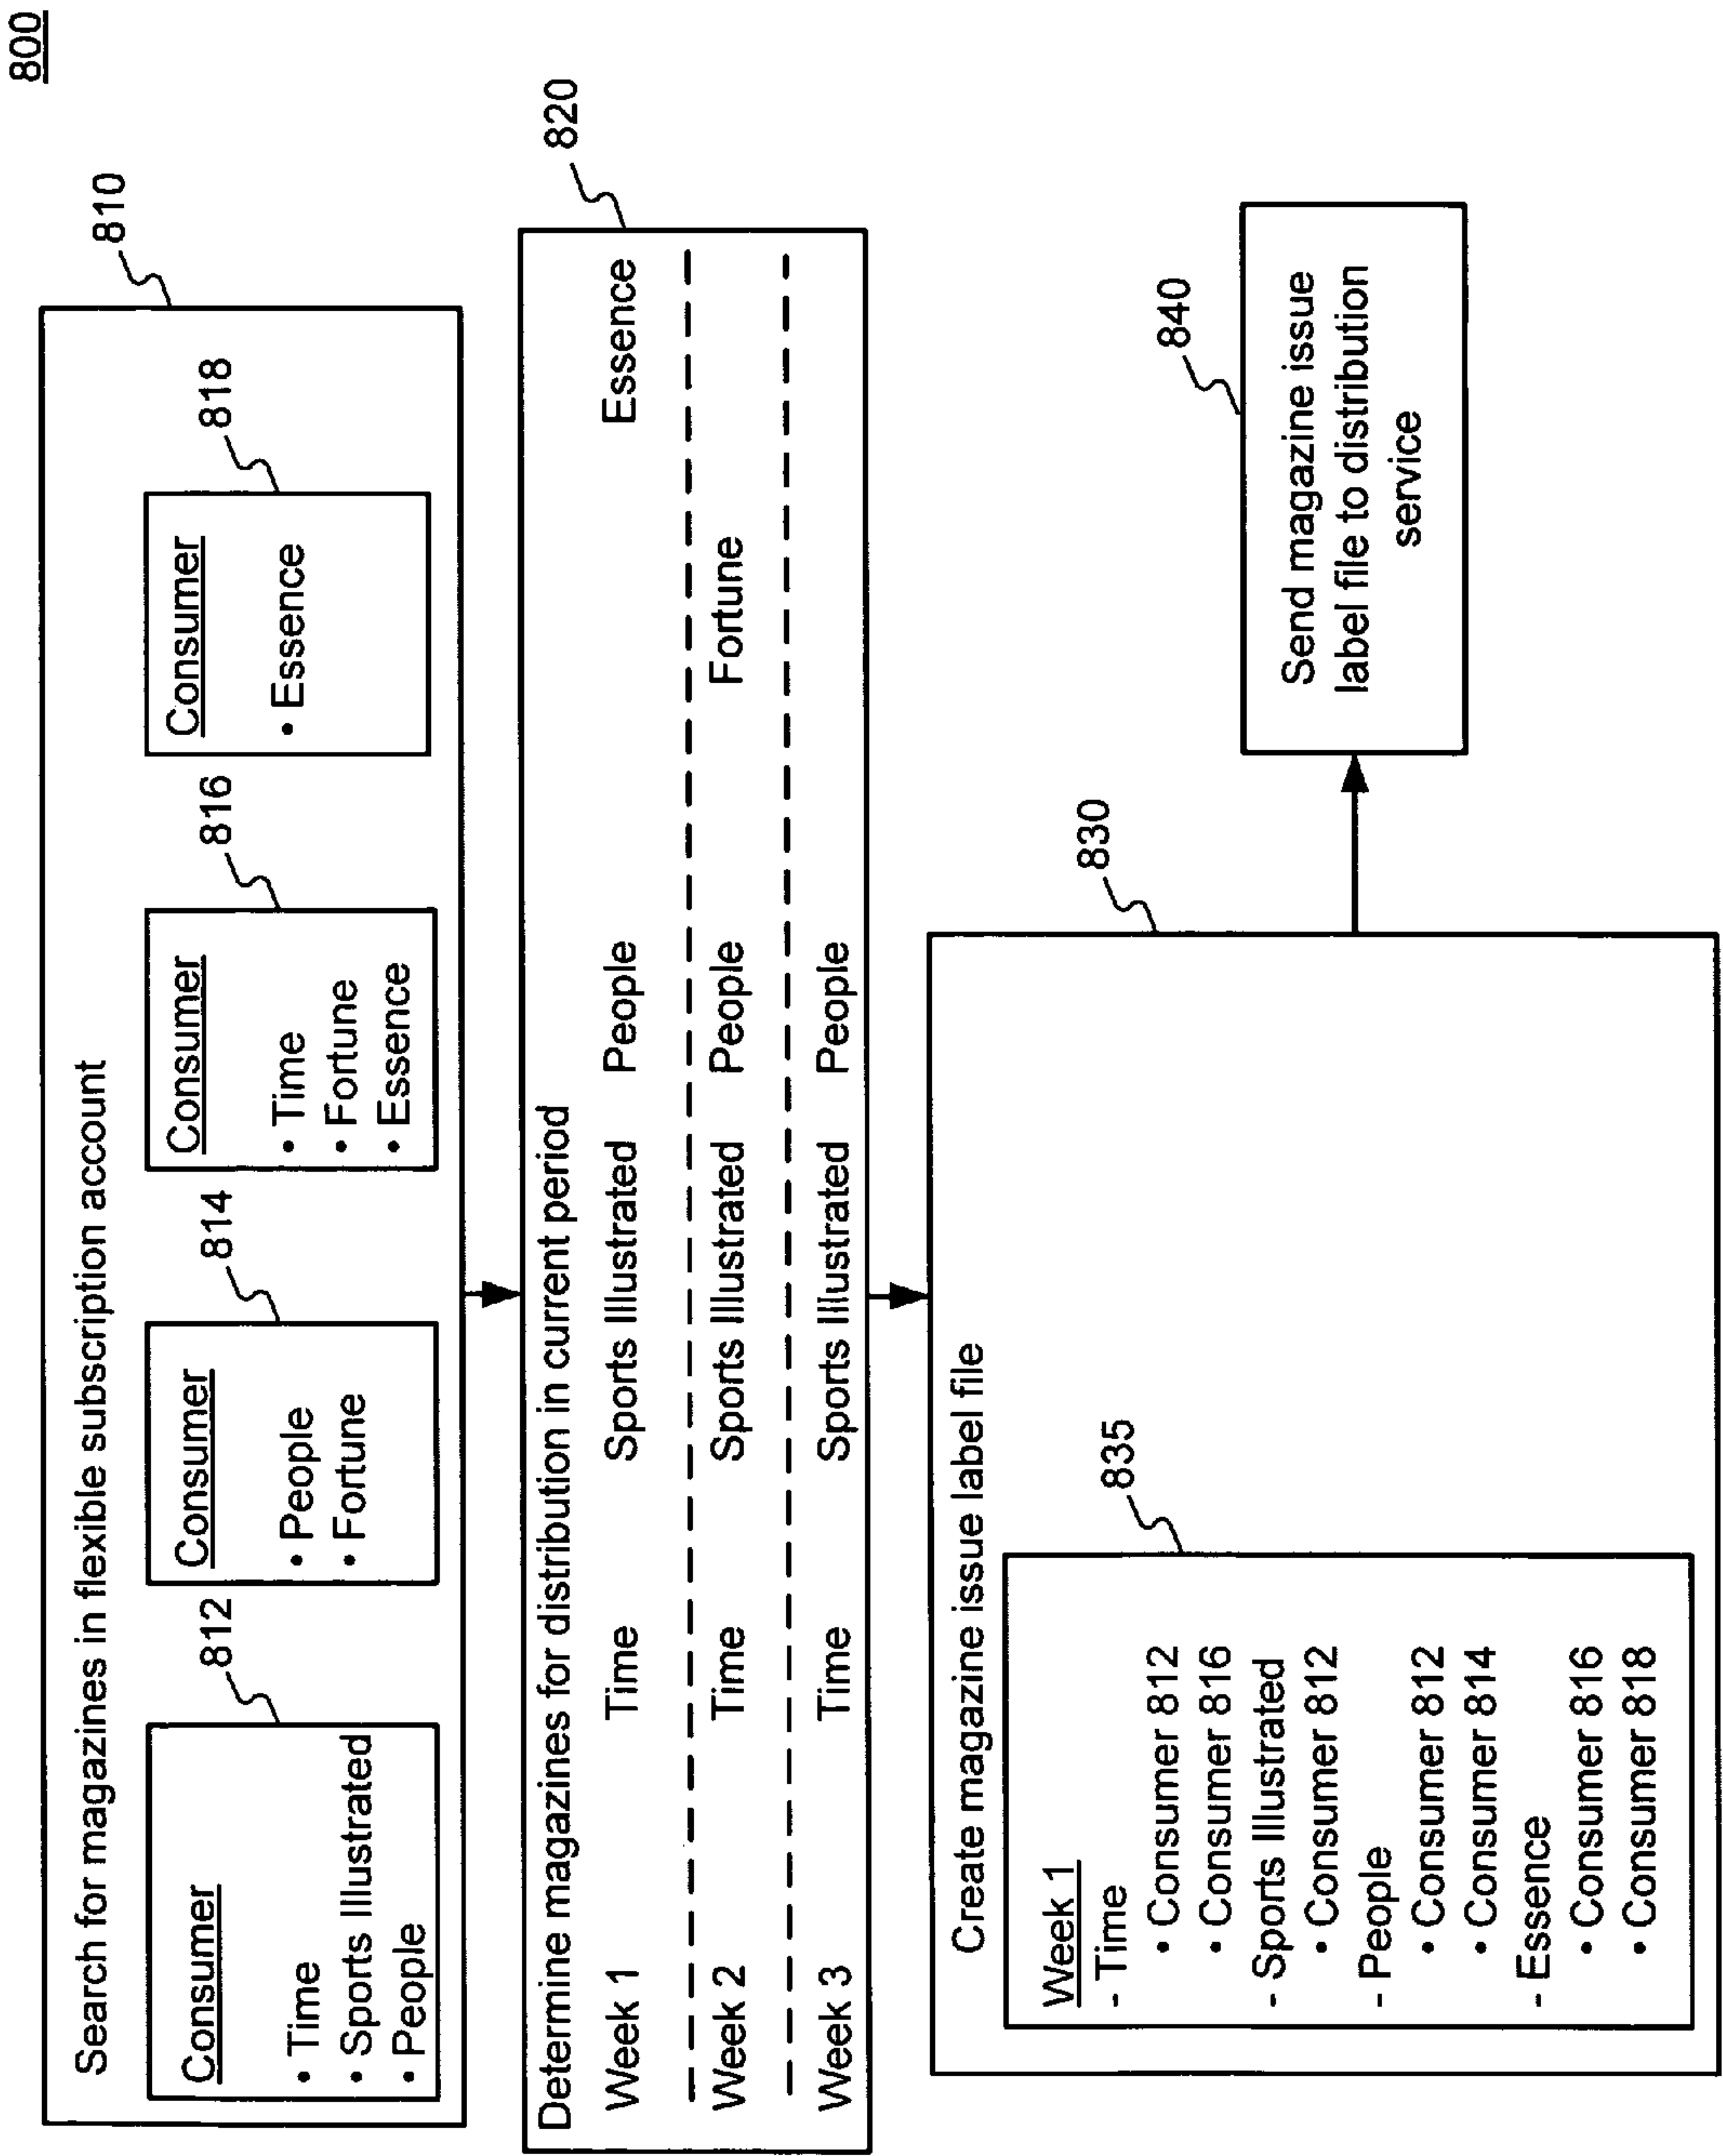 800
810
Search for magazines in flexible subscription account
812
Consumer
• Time
• Sports Illustrated
• People
814
Consumer
• People
• Fortune
816
Consumer
• Time
• Fortune
• Essence
818
Consumer
• Essence
820
Determine magazines for distribution in current period
Week 1 Time Sports Illustrated People Essence
Week 2 Time Sports Illustrated People Fortune
Week 3 Time Sports Illustrated People
830
Create magazine issue label file
835
Week 1
- Time
• Consumer 812
• Consumer 816
- Sports Illustrated
• Consumer 812
- People
• Consumer 812
• Consumer 814
- Essence
• Consumer 816
• Consumer 818
840
Send magazine issue
label file to distribution
service